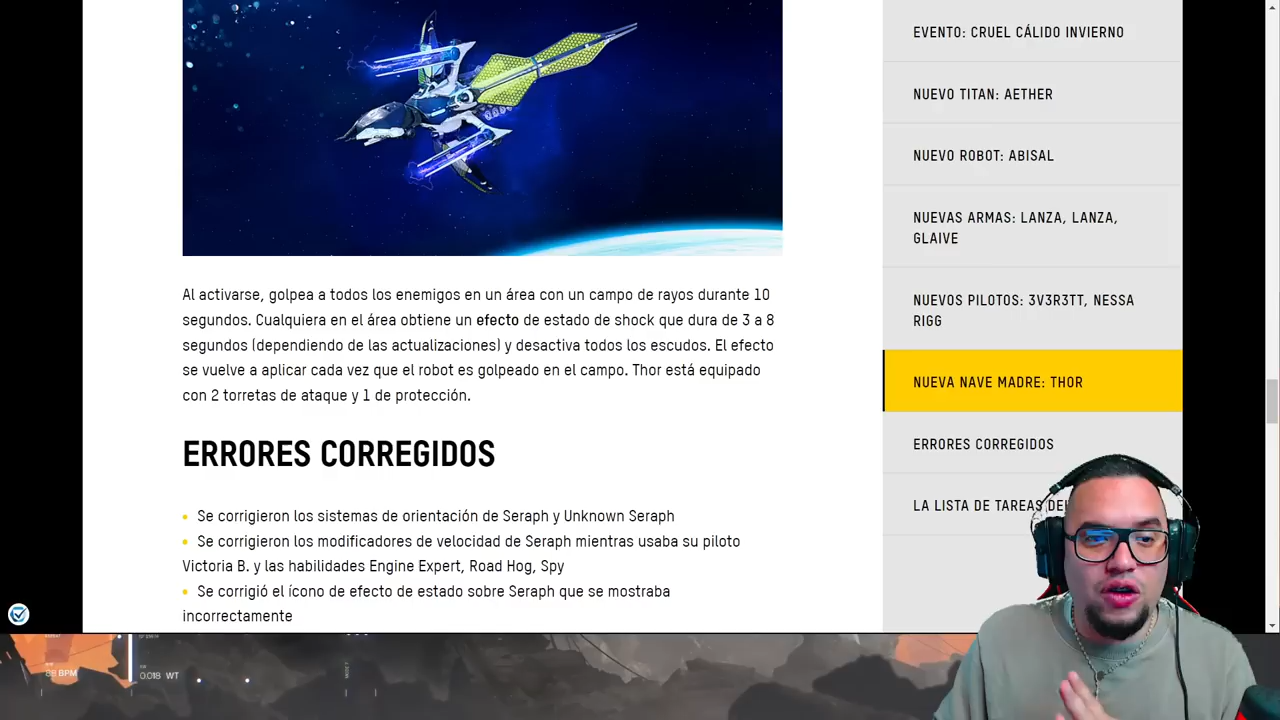 Al activarse, golpea a todos los enemigos en un área con un campo de rayos durante 10
segundos. Cualquiera en el área obtiene un efecto de estado de shock que dura de 3 a 8
segundos (dependiendo de las actualizaciones) y desactiva todos los escudos. El efecto
se vuelve a aplicar cada vez que el robot es golpeado en el campo. Thor está equipado
con 2 torretas de ataque y 1 de protección.
ERRORES CORREGIDOS
Se corrigieron los sistemas de orientación de Seraph y Unknown Seraph
Se corrigieron los modificadores de velocidad de Seraph mientras usaba su piloto
Victoria B. y las habilidades Engine Expert, Road Hog, Spy
Se corrigió el ícono de efecto de estado sobre Seraph que se mostraba
incorrectamente
EVENTO: CRUEL CÁLIDO INVIERNO
NUEVO TITAN: AETHER
NUEVO ROBOT: ABISAL
NUEVAS ARMAS: LANZA, LANZA,
GLAIVE
NUEVOS PILOTOS: 3V3R3TT, NESSA
RIGG
NUEVA NAVE MADRE: THOR
ERRORES CORREGIDOS
LA LISTA DE TAREAS
88 BPM
0.018 WT